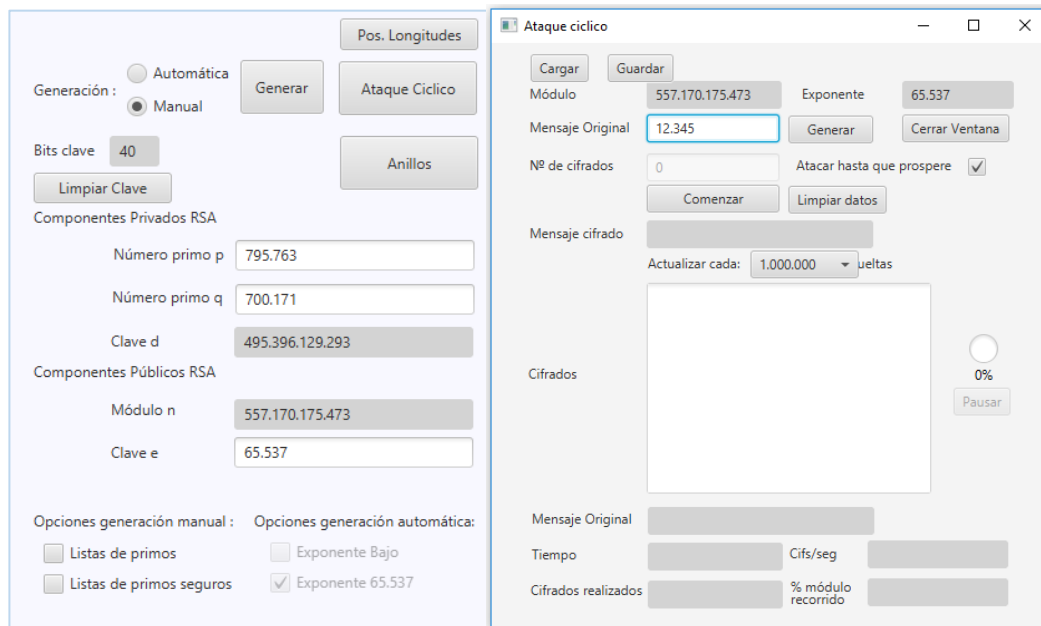 Pos. Longitudes
Generación :
Automática
Manual
Generar
Ataque Ciclico
Bits clave
40
Anillos
Limpiar Clave
Componentes Privados RSA
Número primo p
795.763
Número primo q
700.171
Clave d
495.396.129.293
Componentes Públicos RSA
Módulo n
557.170.175.473
Clave e
65.537
Opciones generación manual :
Opciones generación automática:
Listas de primos
Exponente Bajo
Listas de primos seguros
Exponente 65.537
Ataque ciclico
Cargar
Guardar
Módulo
557.170.175.473
Exponente
65.537
Mensaje Original
12.345
Generar
Cerrar Ventana
Nº de cifrados
0
Atacar hasta que prospere
Comenzar
Limpiar datos
Mensaje cifrado
Actualizar cada:
1.000.000
ueltas
Cifrados
0%
Pausar
Mensaje Original
Tiempo
Cifs/seg
Cifrados realizados
% módulo
recorrido